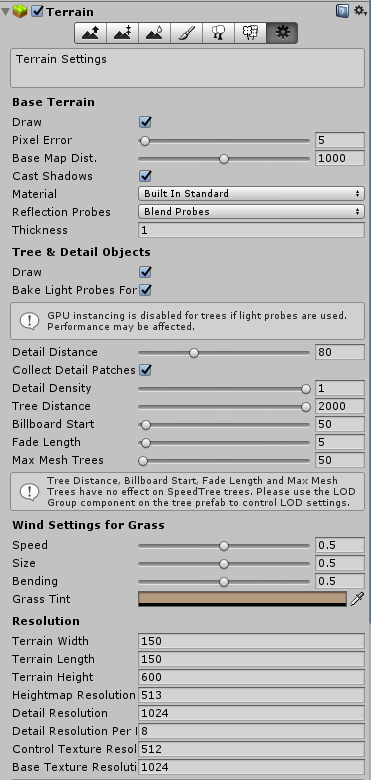 Terrain
Terrain Settings
Base Terrain
Draw
Pixel Error 5
Base Map Dist. 1000
Cast Shadows
Material Built In Standard
Reflection Probes Blend Probes
Thickness 1
Tree & Detail Objects
Draw
Bake Light Probes For
GPU instancing is disabled for trees if light probes are used.
Performance may be affected.
Detail Distance 80
Collect Detail Patches
Detail Density 1
Tree Distance 2000
Billboard Start 50
Fade Length 5
Max Mesh Trees 50
Tree Distance, Billboard Start, Fade Length and Max Mesh
Trees have no effect on SpeedTree trees. Please use the LOD
Group component on the tree prefab to control LOD settings.
Wind Settings for Grass
Speed 0.5
Size 0.5
Bending 0.5
Grass Tint
Resolution
Terrain Width 150
Terrain Length 150
Terrain Height 600
Heightmap Resolution 513
Detail Resolution 1024
Detail Resolution Per 8
Control Texture Resol 512
Base Texture Resoluti 1024